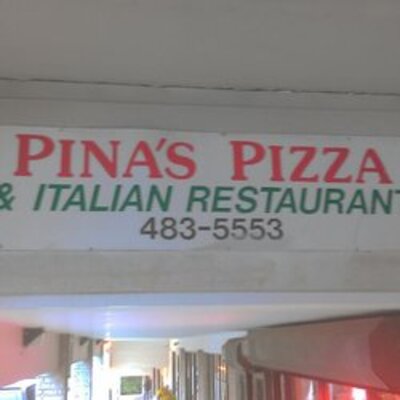 PINA'S PIZZA
& ITALIAN RESTAURANT
483-5553